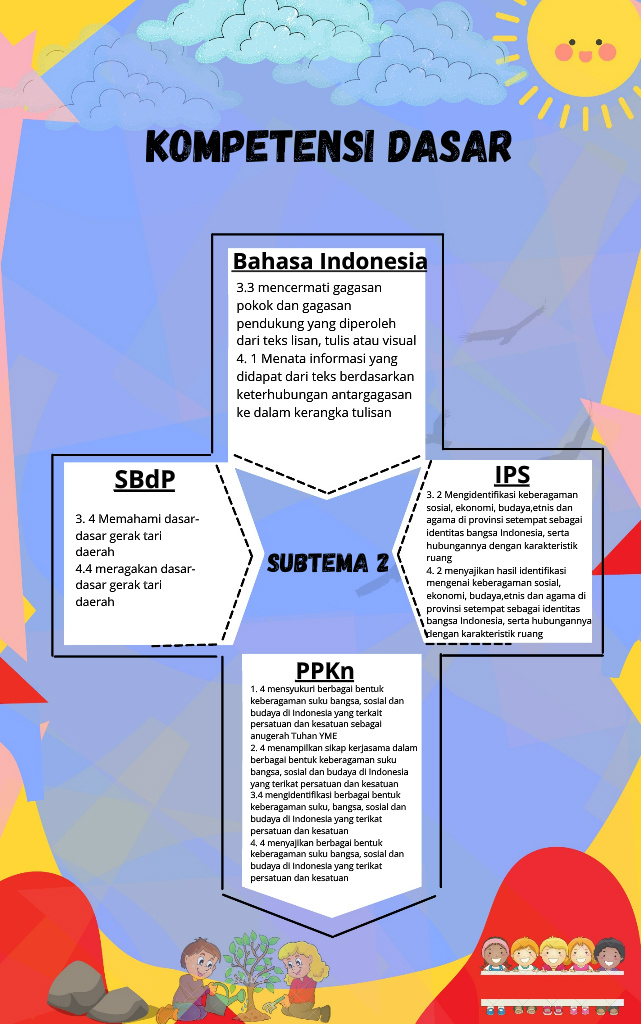 KOMPETENSI DASAR
Bahasa Indonesia
3.3 mencermati gagasan
pokok dan gagasan
pendukung yang diperoleh
dari teks lisan, tulis atau visual
4. 1 Menata informasi yang
didapat dari teks berdasarkan
keterhubungan antargagasan
ke dalam kerangka tulisan
SBdP
3. 4 Memahami dasar-
dasar gerak tari
daerah
4.4 meragakan dasar-
dasar gerak tari
daerah
SUBTEMA 2
IPS
3. 2 Mengidentifikasi keberagaman
sosial, ekonomi, budaya,etnis dan
agama di provinsi setempat sebagai
identitas bangsa Indonesia, serta
hubungannya dengan karakteristik
ruang
4. 2 menyajikan hasil identifikasi
mengenai keberagaman sosial,
ekonomi, budaya,etnis dan agama di
provinsi setempat sebagai identitas
bangsa Indonesia, serta hubungannya
dengan karakteristik ruang
PPKn
1. 4 mensyukuri berbagai bentuk
keberagaman suku bangsa, sosial dan
budaya di Indonesia yang terkait
persatuan dan kesatuan sebagai
anugerah Tuhan YME
2. 4 menampilkan sikap kerjasama dalam
berbagai bentuk keberagaman suku
bangsa, sosial dan budaya di Indonesia
yang terikat persatuan dan kesatuan
3.4 mengidentifikasi berbagai bentuk
keberagaman suku, bangsa, sosial dan
budaya di Indonesia yang terikat
persatuan dan kesatuan
4. 4 menyajikan berbagai bentuk
keberagaman suku bangsa, sosial dan
budaya di Indonesia yang terikat
persatuan dan kesatuan